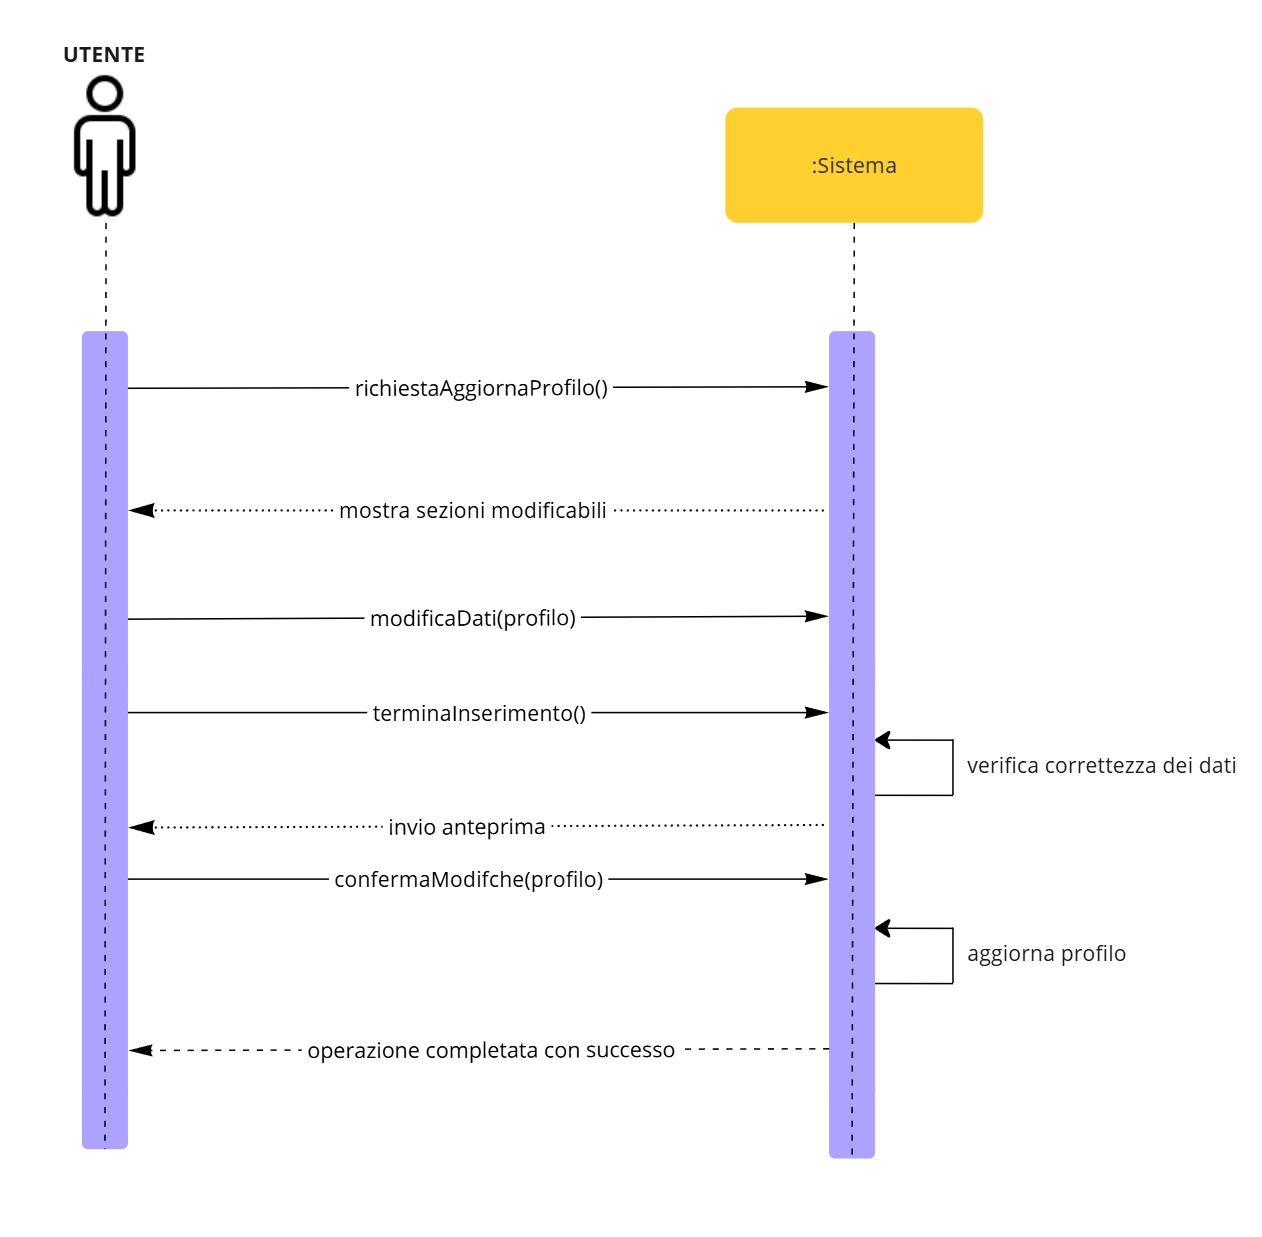 UTENTE
:Sistema
richiestaAggiornaProfilo()
mostra sezioni modificabili
modificaDati(profilo)
terminaInserimento()
verifica correttezza dei dati
invio anteprima
confermaModifche(profilo)
aggiorna profilo
operazione completata con successo